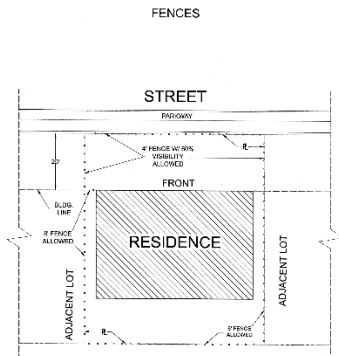 FENCES
STREET
PARKWAY
PL
4' FENCE W/ 50%
VISIBILITY
ALLOWED
FRONT
BLDG.
LINE
8' FENCE
ALLOWED
RESIDENCE
ADJACENT LOT
ADJACENT LOT
PL
8' FENCE
ALLOWED